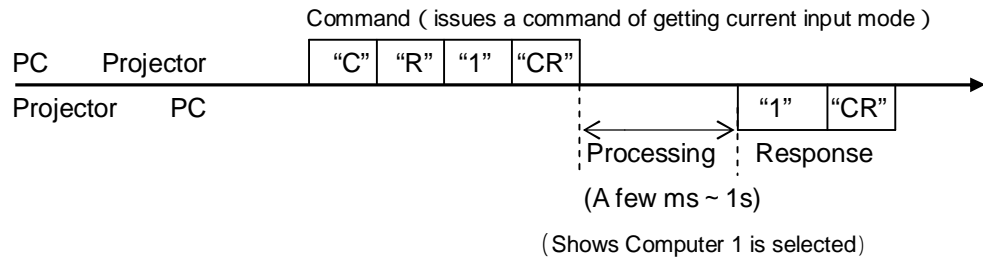 Command ( issues a command of getting current input mode )
PC Projector “C” “R” “1” “CR”
Projector PC “1” “CR”
Processing Response
(A few ms ~ 1s)
(Shows Computer 1 is selected)